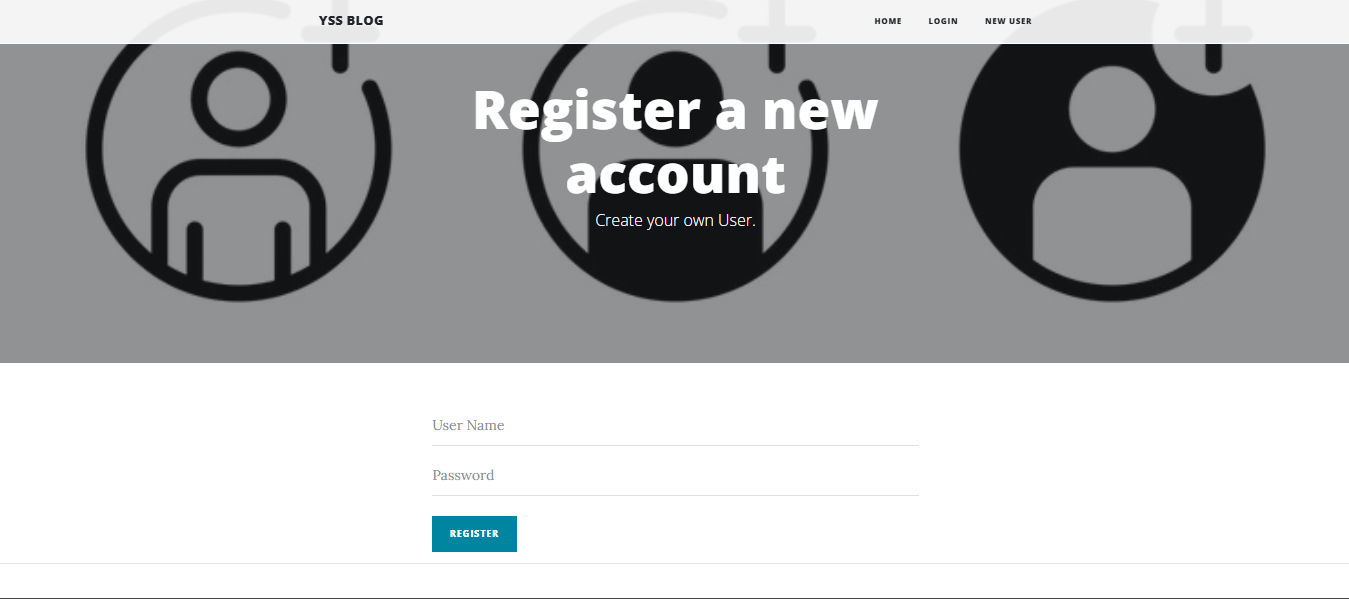 YSS BLOG
HOME LOGIN NEW USER
Register a new
account
Create your own User.
User Name
Password
REGISTER